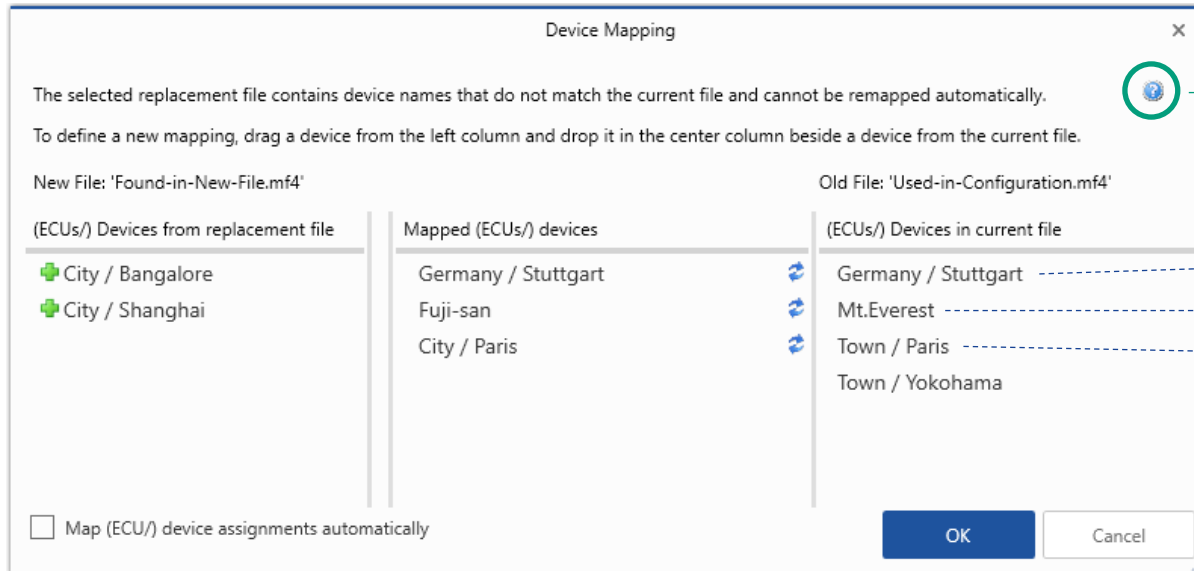 Device Mapping
The selected replacement file contains device names that do not match the current file and cannot be remapped automatically.
To define a new mapping, drag a device from the left column and drop it in the center column beside a device from the current file.
New File: 'Found-in-New-File.mf4'
Old File: 'Used-in-Configuration.mf4'
(ECUs/) Devices from replacement file
Mapped (ECUs/) devices
(ECUs/) Devices in current file
City / Bangalore
Germany / Stuttgart
Germany / Stuttgart
City / Shanghai
Fuji-san
Mt.Everest
City / Paris
Town / Paris
Town / Yokohama
Map (ECU/) device assignments automatically
OK
Cancel